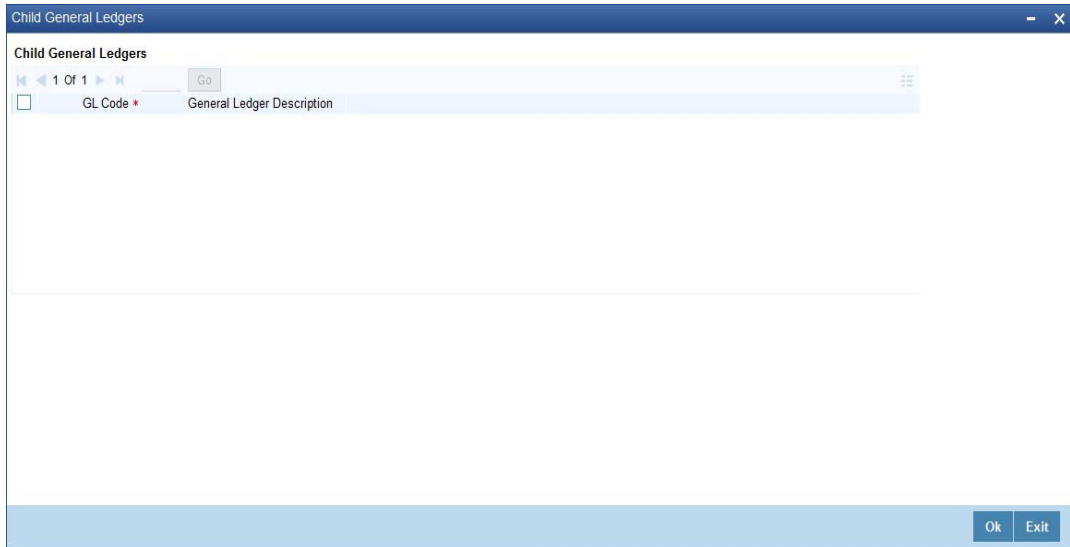 Child General Ledgers
Child General Ledgers
1 Of 1 Go
GL Code * General Ledger Description
Ok Exit